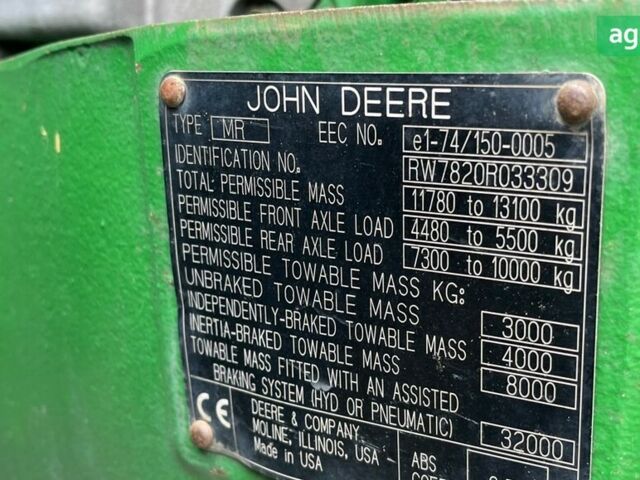 ag
JOHN DEERE
TYPE MR EEC NO. e1-74/150-0005
IDENTIFICATION NO. RW7820R033309
TOTAL PERMISSIBLE MASS 11780 to 13100 kg
PERMISSIBLE FRONT AXLE LOAD 4480 to 5500 kg
PERMISSIBLE REAR AXLE LOAD 7300 to 10000 kg
PERMISSIBLE TOWABLE MASS KG:
UNBRAKED TOWABLE MASS 3000
INDEPENDENTLY-BRAKED TOWABLE MASS 4000
INERTIA-BRAKED TOWABLE MASS 8000
TOWABLE MASS FITTED WITH AN ASSISTED
BRAKING SYSTEM (HYD OR PNEUMATIC) 32000
CE
DEERE & COMPANY
MOLINE, ILLINOIS, USA
Made in USA
ABS